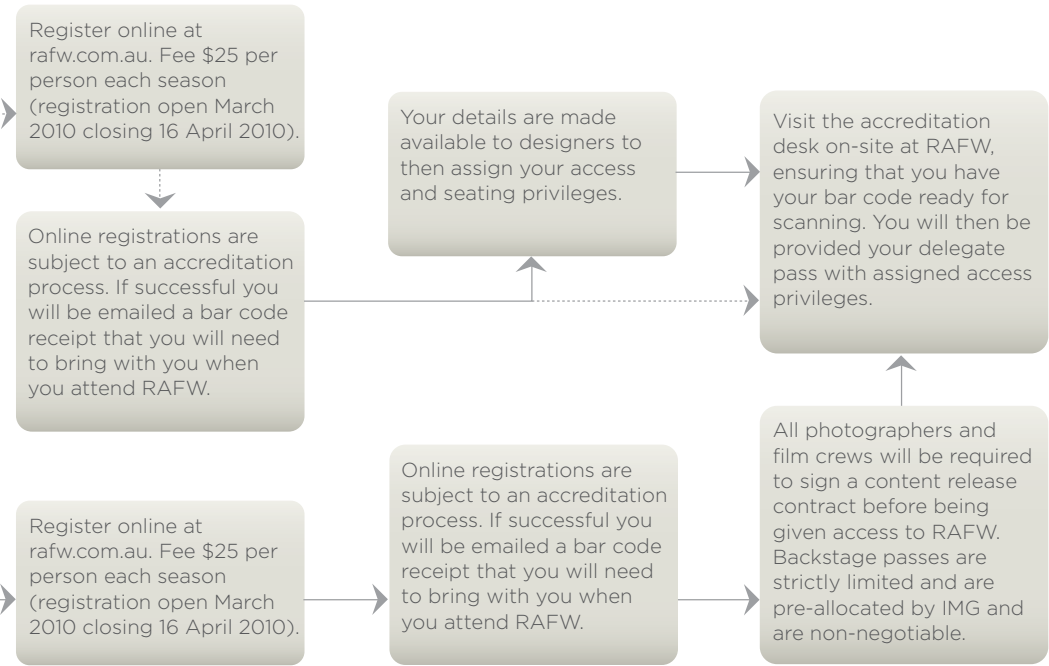 Register online at
rafw.com.au. Fee $25 per
person each season
(registration open March
2010 closing 16 April 2010).
Online registrations are
subject to an accreditation
process. If successful you
will be emailed a bar code
receipt that you will need
to bring with you when
you attend RAFW.
Your details are made
available to designers to
then assign your access
and seating privileges.
Visit the accreditation
desk on-site at RAFW,
ensuring that you have
your bar code ready for
scanning. You will then be
provided your delegate
pass with assigned access
privileges.
Register online at
rafw.com.au. Fee $25 per
person each season
(registration open March
2010 closing 16 April 2010).
Online registrations are
subject to an accreditation
process. If successful you
will be emailed a bar code
receipt that you will need
to bring with you when
you attend RAFW.
All photographers and
film crews will be required
to sign a content release
contract before being
given access to RAFW.
Backstage passes are
strictly limited and are
pre-allocated by IMG and
are non-negotiable.